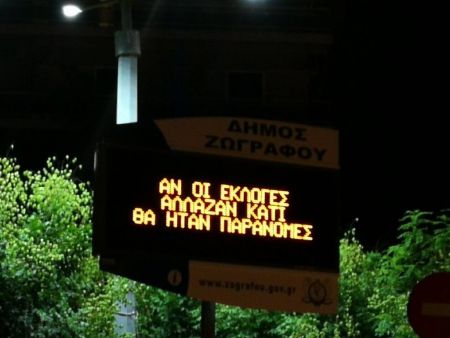 ΔΗΜΟΣ
ΖΩΓΡΑΦΟΥ
ΑΝ ΟΙ ΕΚΛΟΓΕΣ
ΑΛΛΑΖΑΝ ΚΑΤΙ
ΘΑ ΗΤΑΝ ΠΑΡΑΝΟΜΕΣ
www.zografou.gov.gr